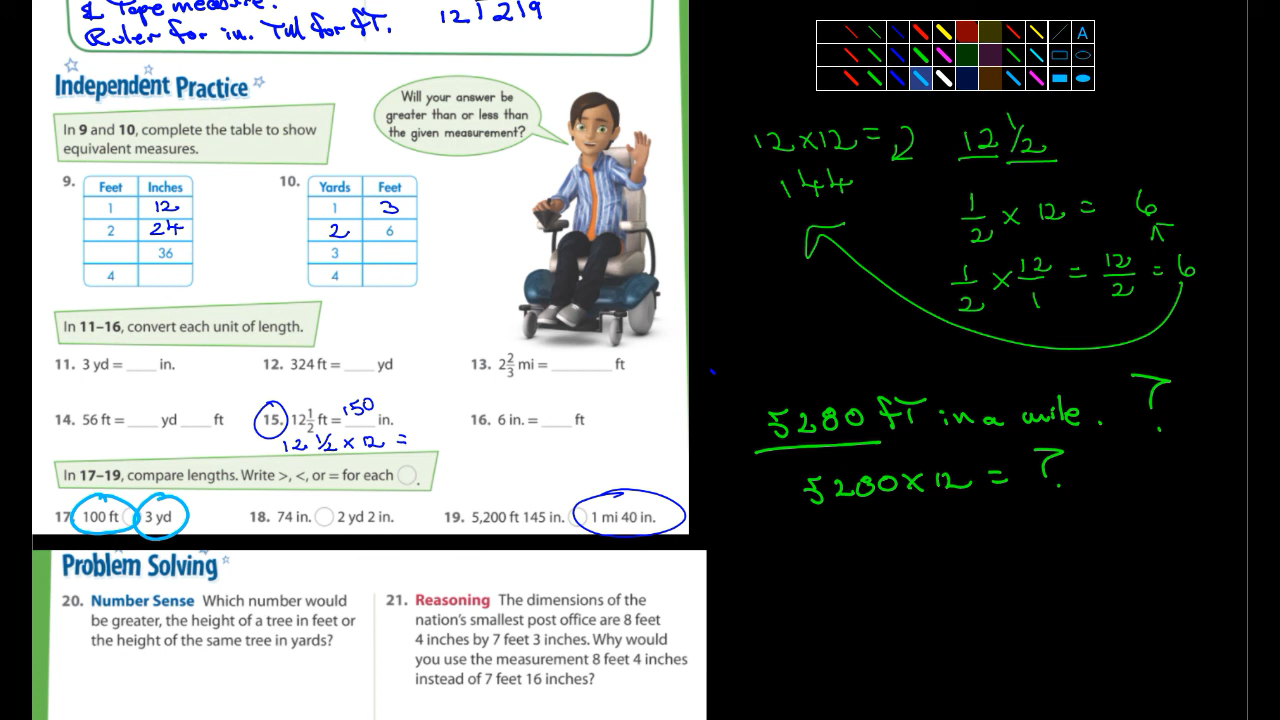 & Tape measure.
Ruler for in. TM for ft.
12 219
Independent Practice
Will your answer be
greater than or less than
the given measurement?
In 9 and 10, complete the table to show
equivalent measures.
9.
Feet Inches
1 12
2 24
36
4
10.
Yards Feet
1 3
2 6
3
4
In 11–16, convert each unit of length.
11. 3 yd = ____ in. 12. 324 ft = ____ yd 13. 2 2/3 mi = ____ ft
14. 56 ft = ____ yd ____ ft 15. 12 1/2 ft = 150 in. 16. 6 in. = ____ ft
12 1/2 x 12 =
In 17–19, compare lengths. Write >, <, or = for each ◯.
17. 100 ft ◯ 3 yd 18. 74 in. ◯ 2 yd 2 in. 19. 5,200 ft 145 in. ◯ 1 mi 40 in.
Problem Solving
20. Number Sense Which number would
be greater, the height of a tree in feet or
the height of the same tree in yards?
21. Reasoning The dimensions of the
nation's smallest post office are 8 feet
4 inches by 7 feet 3 inches. Why would
you use the measurement 8 feet 4 inches
instead of 7 feet 16 inches?
A
12x12 = 12 1/2
144
1/2 x 12 = 6
1/2 x 12/1 = 12/2 = 6
5280 fT in a mile. ?
5280 x 12 = ?